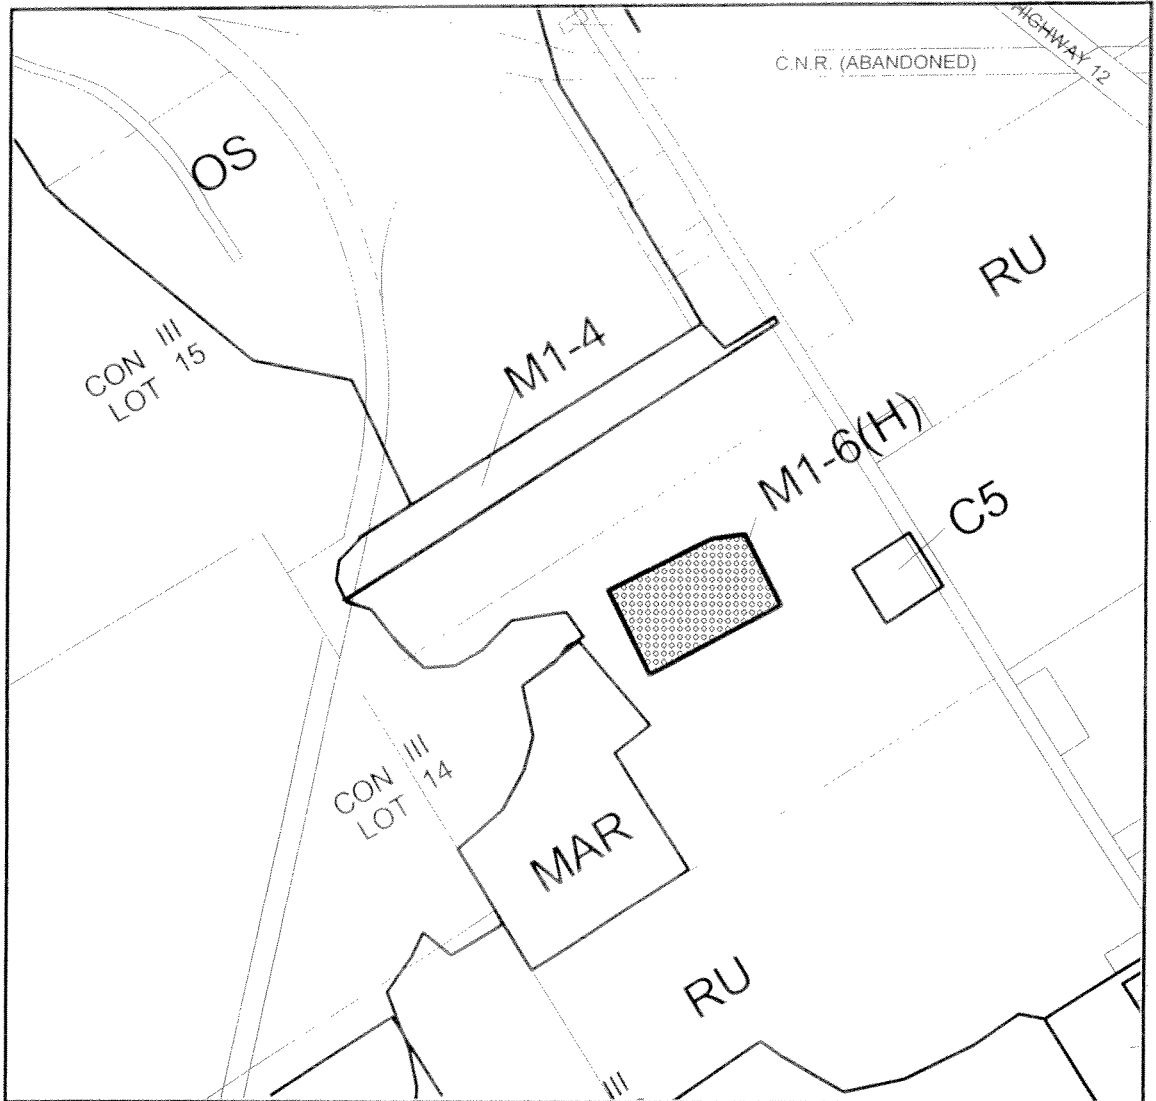 HIGHWAY 12
C.N.R. (ABANDONED)
OS
RU
CON III
LOT 15
M1-4
M1-6(H)
C5
CON III
LOT 14
MAR
RU
III